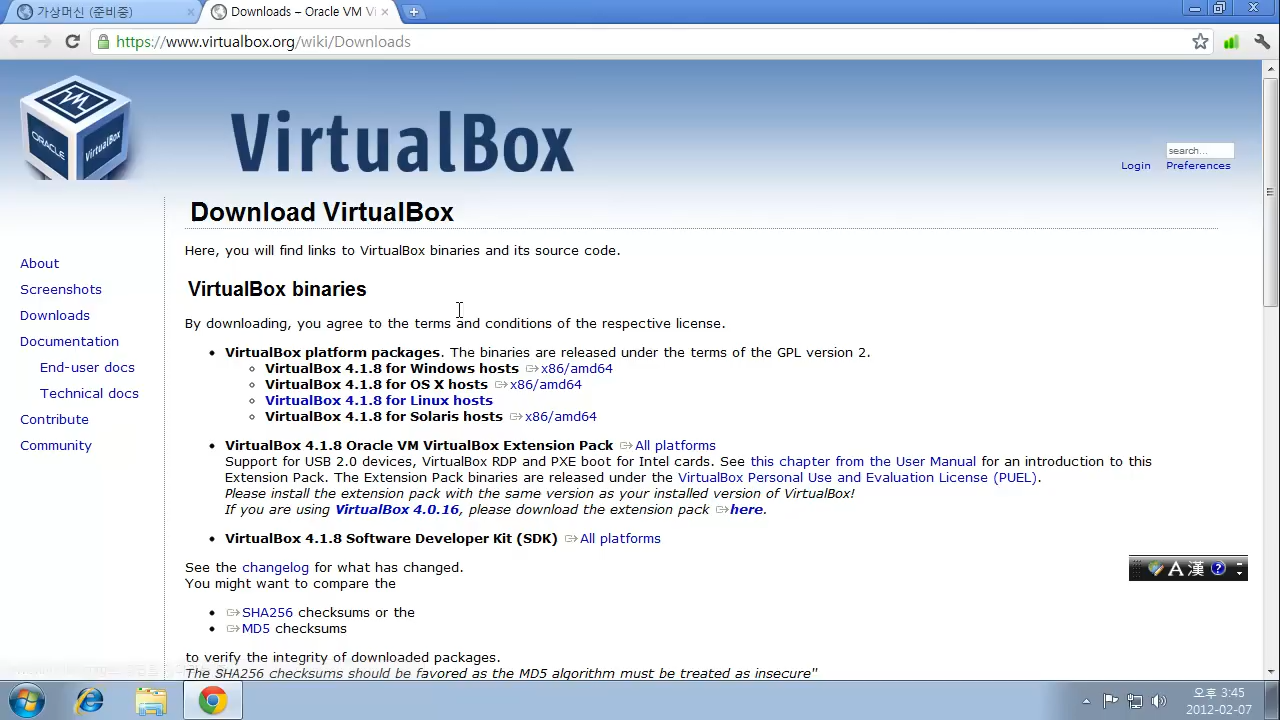 가상머신 (준비중)
Downloads – Oracle VM Vi
https://www.virtualbox.org/wiki/Downloads
ORACLE
VirtualBox
VirtualBox
search...
Login Preferences
Download VirtualBox
Here, you will find links to VirtualBox binaries and its source code.
About
Screenshots
Downloads
Documentation
End-user docs
Technical docs
Contribute
Community
VirtualBox binaries
By downloading, you agree to the terms and conditions of the respective license.
VirtualBox platform packages. The binaries are released under the terms of the GPL version 2.
VirtualBox 4.1.8 for Windows hosts x86/amd64
VirtualBox 4.1.8 for OS X hosts x86/amd64
VirtualBox 4.1.8 for Linux hosts
VirtualBox 4.1.8 for Solaris hosts x86/amd64
VirtualBox 4.1.8 Oracle VM VirtualBox Extension Pack All platforms
Support for USB 2.0 devices, VirtualBox RDP and PXE boot for Intel cards. See this chapter from the User Manual for an introduction to this
Extension Pack. The Extension Pack binaries are released under the VirtualBox Personal Use and Evaluation License (PUEL).
Please install the extension pack with the same version as your installed version of VirtualBox!
If you are using VirtualBox 4.0.16, please download the extension pack here.
VirtualBox 4.1.8 Software Developer Kit (SDK) All platforms
See the changelog for what has changed.
You might want to compare the
SHA256 checksums or the
MD5 checksums
to verify the integrity of downloaded packages.
The SHA256 checksums should be favored as the MD5 algorithm must be treated as insecure"
A 漢 ?
오후 3:45
2012-02-07